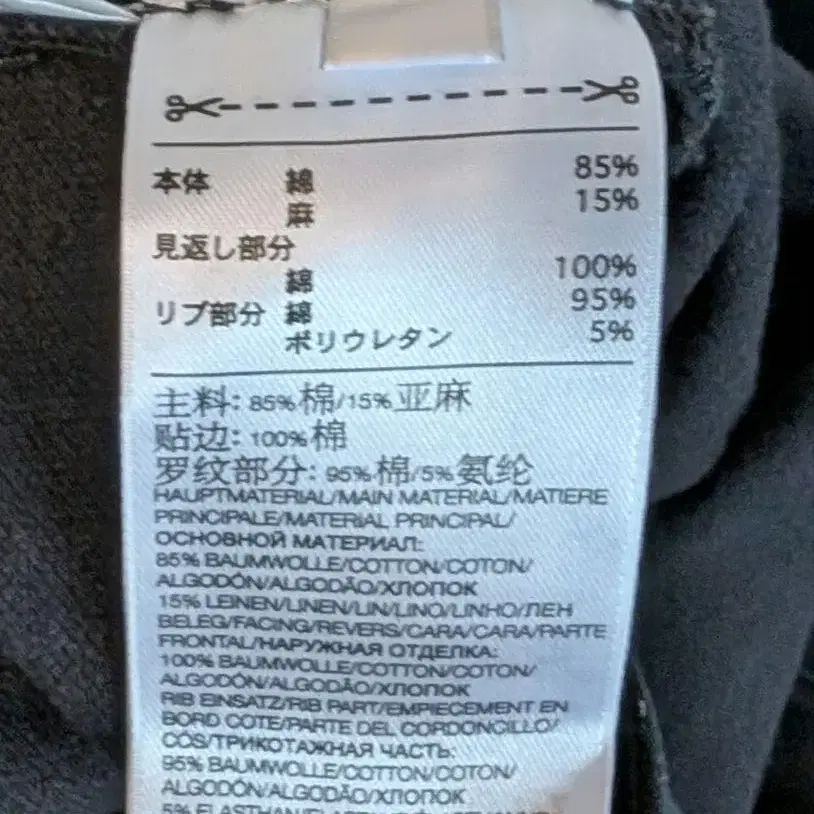 本体 綿 85%
麻 15%
見返し部分
綿 100%
リブ部分 綿 95%
ポリウレタン 5%
主料: 85%棉/15%亚麻
贴边: 100%棉
罗纹部分: 95%棉/5%氨纶
HAUPTMATERIAL/MAIN MATERIAL/MATIERE
PRINCIPALE/MATERIAL PRINCIPAL/
ОСНОВНОЙ МАТЕРИАЛ:
85% BAUMWOLLE/COTTON/COTON/
ALGODÓN/ALGODÃO/ХЛОПОК
15% LEINEN/LINEN/LIN/LINO/LINHO/ЛЕН
BELEG/FACING/REVERS/CARA/CARA/PARTE
FRONTAL/НАРУЖНАЯ ОТДЕЛКА:
100% BAUMWOLLE/COTTON/COTON/
ALGODÓN/ALGODÃO/ХЛОПОК
RIB EINSATZ/RIB PART/EMPIECEMENT EN
BORD COTE/PARTE DEL CORDONCILLO/
COS/ТРИКОТАЖНАЯ ЧАСТЬ:
95% BAUMWOLLE/COTTON/COTON/
ALGODÓN/ALGODÃO/ХЛОПОК
5% ELASTHAN/